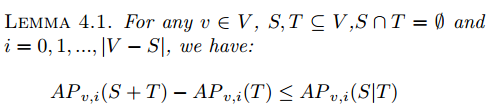 LEMMA 4.1. For any v ∈ V, S,T ⊆ V,S ∩ T = ∅ and
i = 0, 1, ..., |V − S|, we have:
AP_{v,i}(S + T) − AP_{v,i}(T) ≤ AP_{v,i}(S|T)